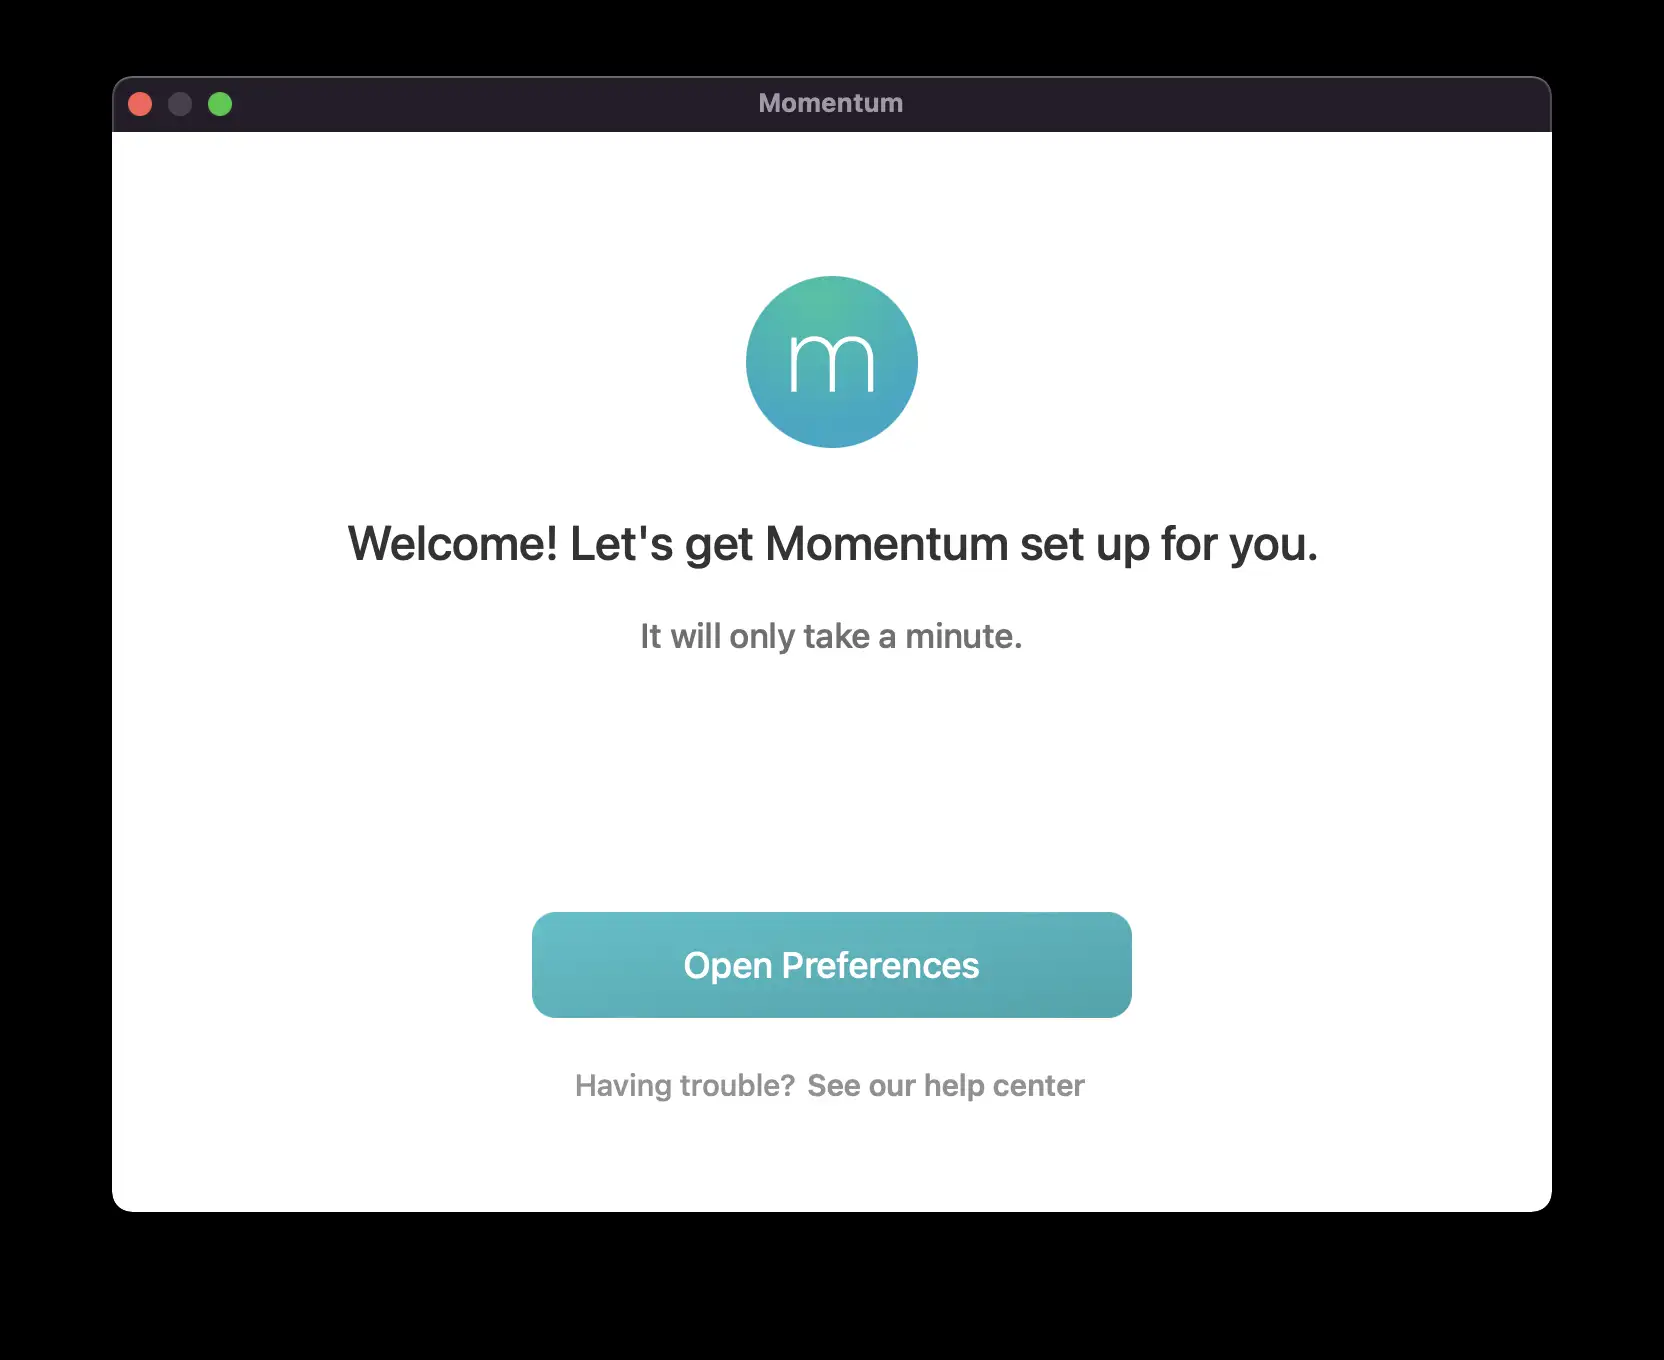 Momentum
m
Welcome! Let's get Momentum set up for you.
It will only take a minute.
Open Preferences
Having trouble? See our help center